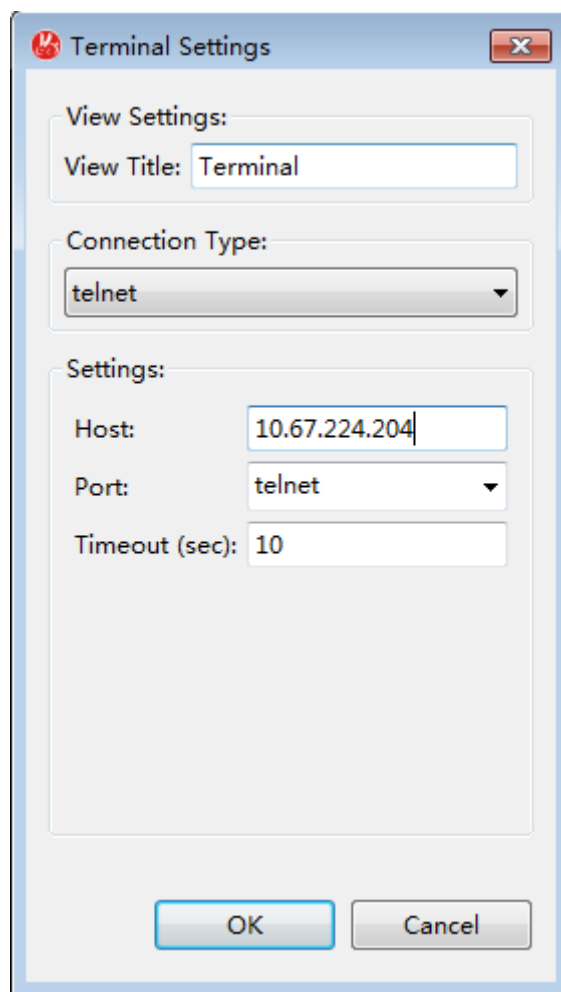 Terminal Settings
View Settings:
View Title: Terminal
Connection Type:
telnet
Settings:
Host: 10.67.224.204
Port: telnet
Timeout (sec): 10
OK Cancel